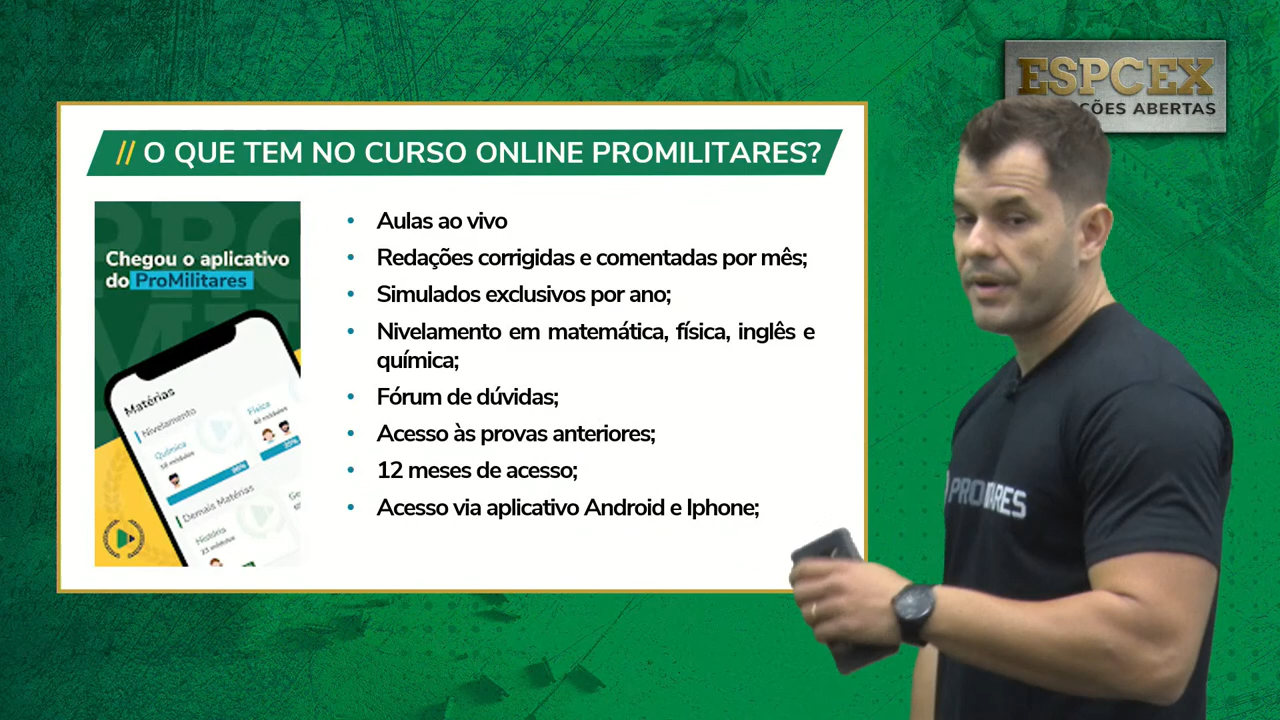 ESPCEX
ÇÕES ABERTAS
// O QUE TEM NO CURSO ONLINE PROMILITARES?
Chegou o aplicativo
do ProMilitares
Matérias
Nivelamento
Química
Física
Demais Matérias
História
• Aulas ao vivo
• Redações corrigidas e comentadas por mês;
• Simulados exclusivos por ano;
• Nivelamento em matemática, física, inglês e
química;
• Fórum de dúvidas;
• Acesso às provas anteriores;
• 12 meses de acesso;
• Acesso via aplicativo Android e Iphone;